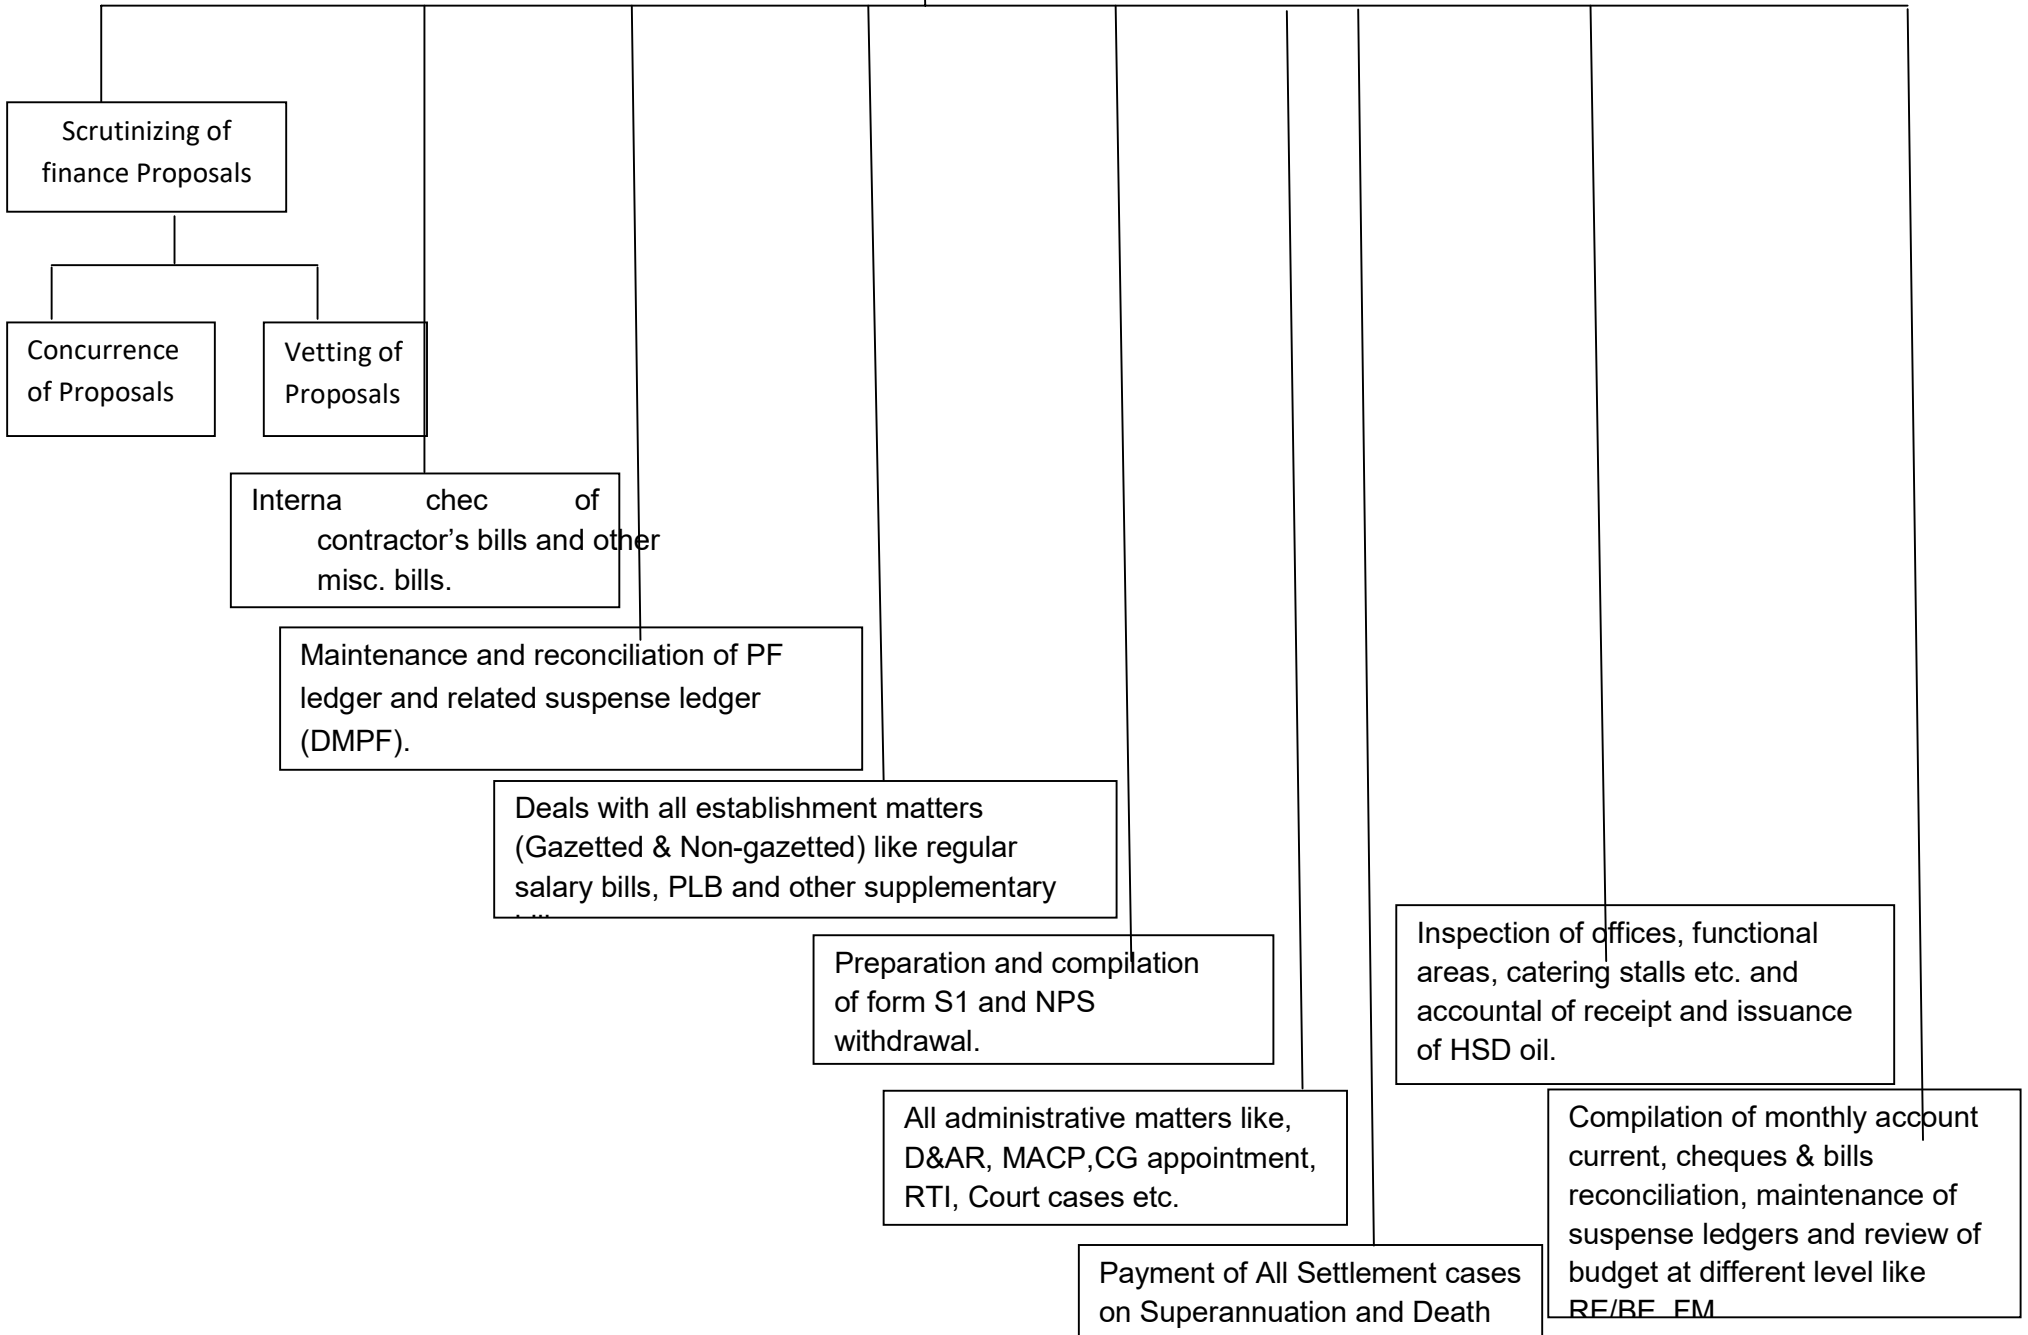 Scrutinizing of
finance Proposals
Concurrence
of Proposals
Vetting of
Proposals
Interna chec of
contractor’s bills and other
misc. bills.
Maintenance and reconciliation of PF
ledger and related suspense ledger
(DMPF).
Deals with all establishment matters
(Gazetted & Non-gazetted) like regular
salary bills, PLB and other supplementary
Preparation and compilation
of form S1 and NPS
withdrawal.
All administrative matters like,
D&AR, MACP,CG appointment,
RTI, Court cases etc.
Payment of All Settlement cases
on Superannuation and Death
Inspection of offices, functional
areas, catering stalls etc. and
accountal of receipt and issuance
of HSD oil.
Compilation of monthly account
current, cheques & bills
reconciliation, maintenance of
suspense ledgers and review of
budget at different level like
RE/BE, FM